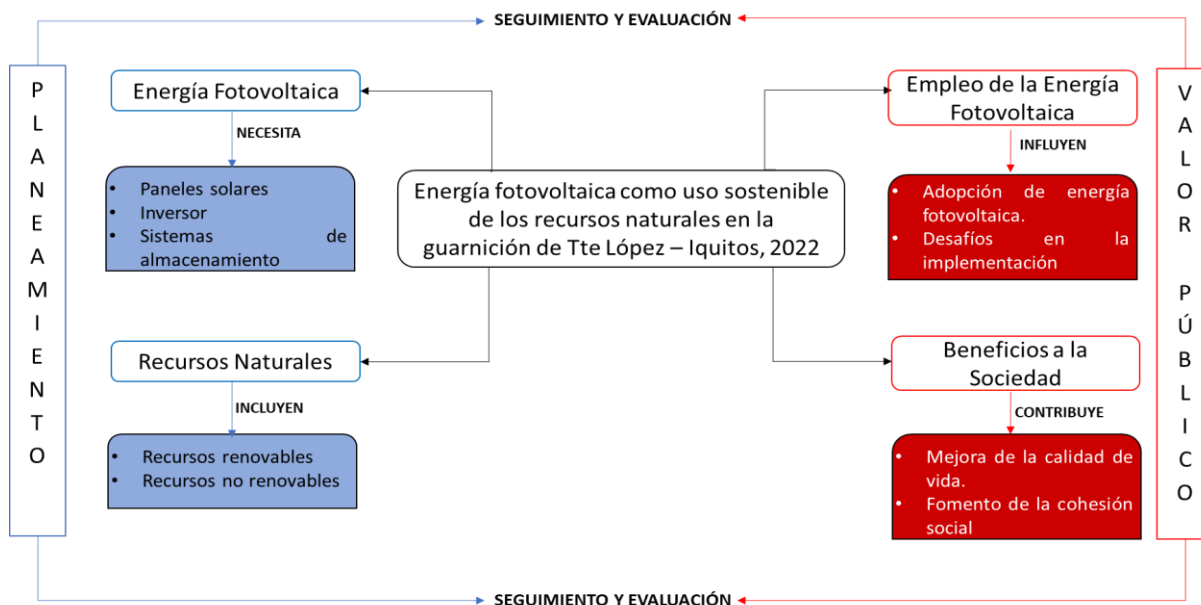 SEGUIMIENTO Y EVALUACIÓN
PLANEAMIENTO
Energía Fotovoltaica
NECESITA
• Paneles solares
• Inversor
• Sistemas de
almacenamiento
Recursos Naturales
INCLUYEN
• Recursos renovables
• Recursos no renovables
Energía fotovoltaica como uso sostenible
de los recursos naturales en la
guarnición de Tte López – Iquitos, 2022
Empleo de la Energía
Fotovoltaica
INFLUYEN
• Adopción de energía
fotovoltaica.
• Desafíos en la
implementación
Beneficios a la
Sociedad
CONTRIBUYE
• Mejora de la calidad de
vida.
• Fomento de la cohesión
social
VALOR PÚBLICO
SEGUIMIENTO Y EVALUACIÓN